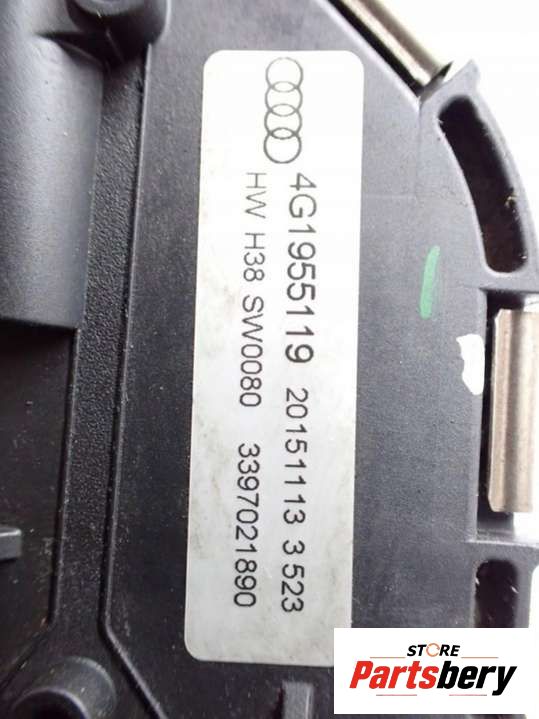 4G1955119 20151113 3 523
HW H38 SW0080 3397021890
STORE
Partsbery